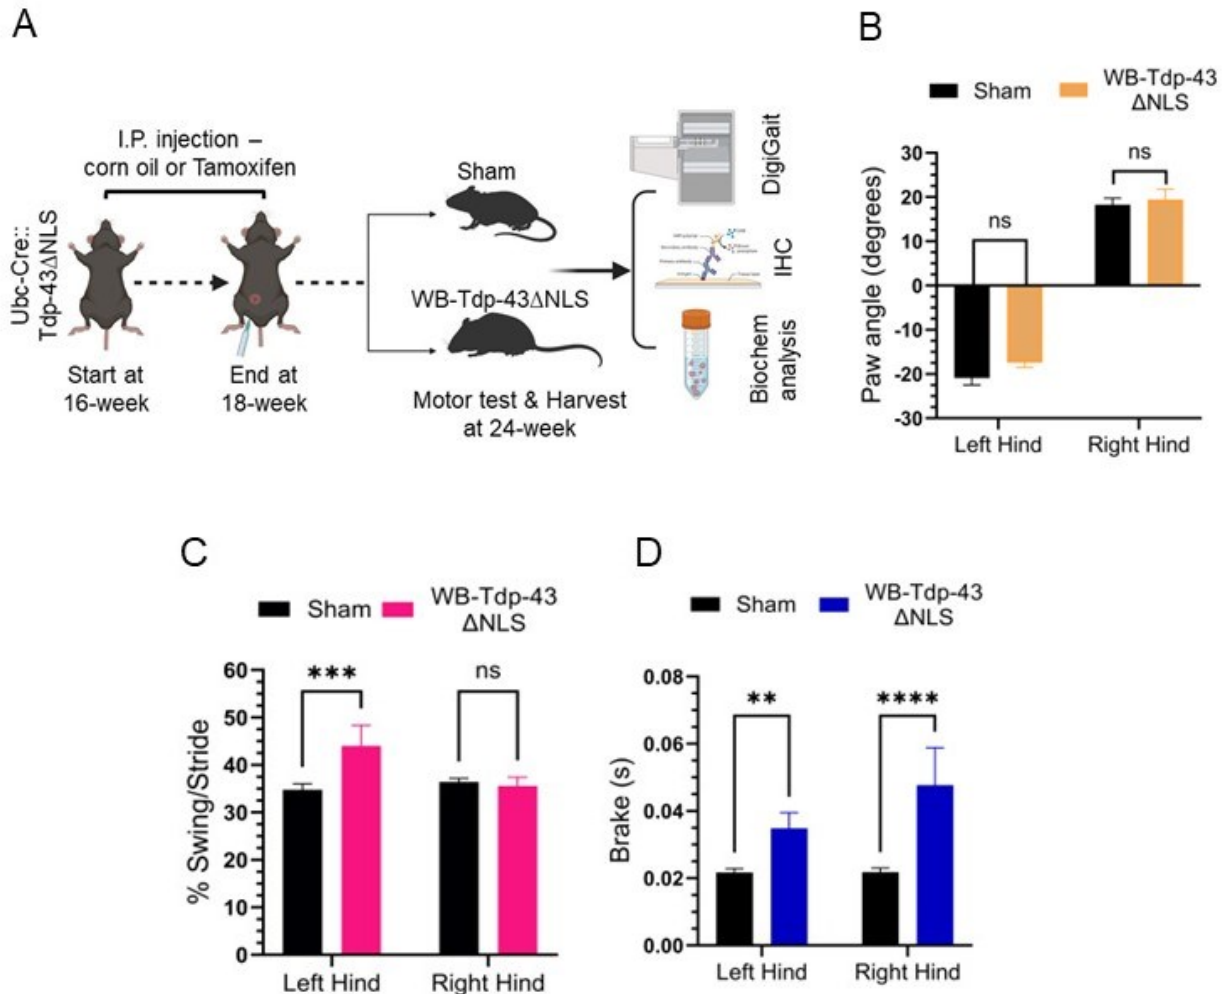 A
I.P. injection –
corn oil or Tamoxifen
Ubc-Cre::
Tdp-43ΔNLS
Start at
16-week
End at
18-week
Sham
WB-Tdp-43ΔNLS
Motor test & Harvest
at 24-week
DigiGait
IHC
Biochem
analysis
B
Sham
WB-Tdp-43
ΔNLS
Paw angle (degrees)
30
20
10
0
-10
-20
-30
ns
ns
Left Hind
Right Hind
C
Sham
WB-Tdp-43
ΔNLS
% Swing/Stride
60
50
40
30
20
10
0
***
ns
Left Hind
Right Hind
D
Sham
WB-Tdp-43
ΔNLS
Brake (s)
0.08
0.06
0.04
0.02
0.00
**
****
Left Hind
Right Hind